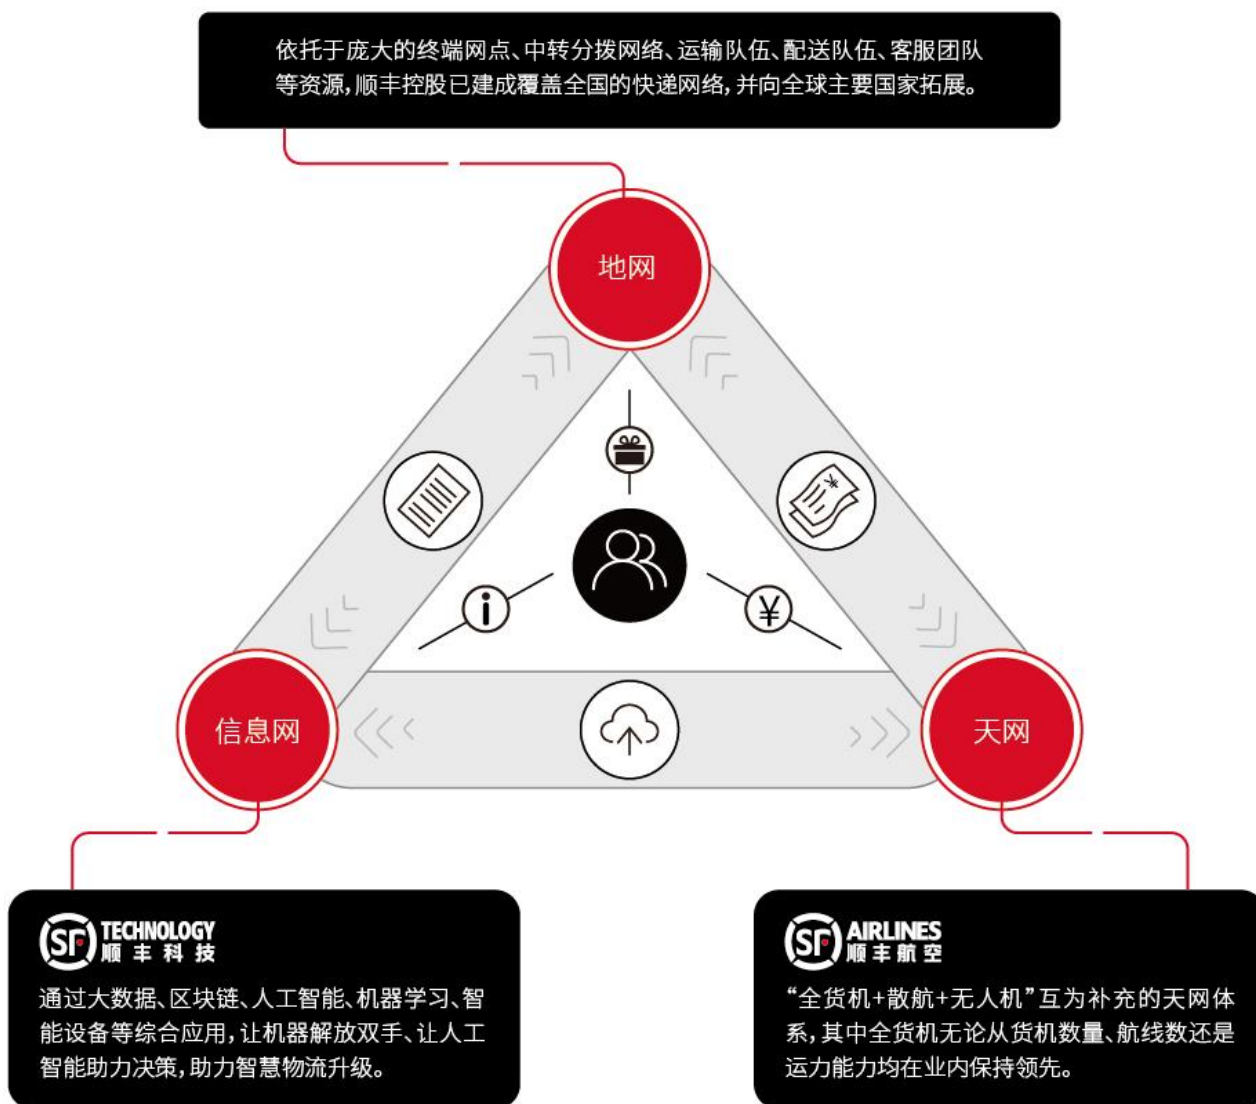 依托于庞大的终端网点、中转分拨网络、运输队伍、配送队伍、客服团队
等资源,顺丰控股已建成覆盖全国的快递网络,并向全球主要国家拓展。
地网
¥
i
¥
信息网
天网
SF TECHNOLOGY
顺丰科技
通过大数据、区块链、人工智能、机器学习、智
能设备等综合应用,让机器解放双手、让人工
智能助力决策,助力智慧物流升级。
SF AIRLINES
顺丰航空
“全货机+散航+无人机”互为补充的天网体
系,其中全货机无论从货机数量、航线数还是
运力能力均在业内保持领先。